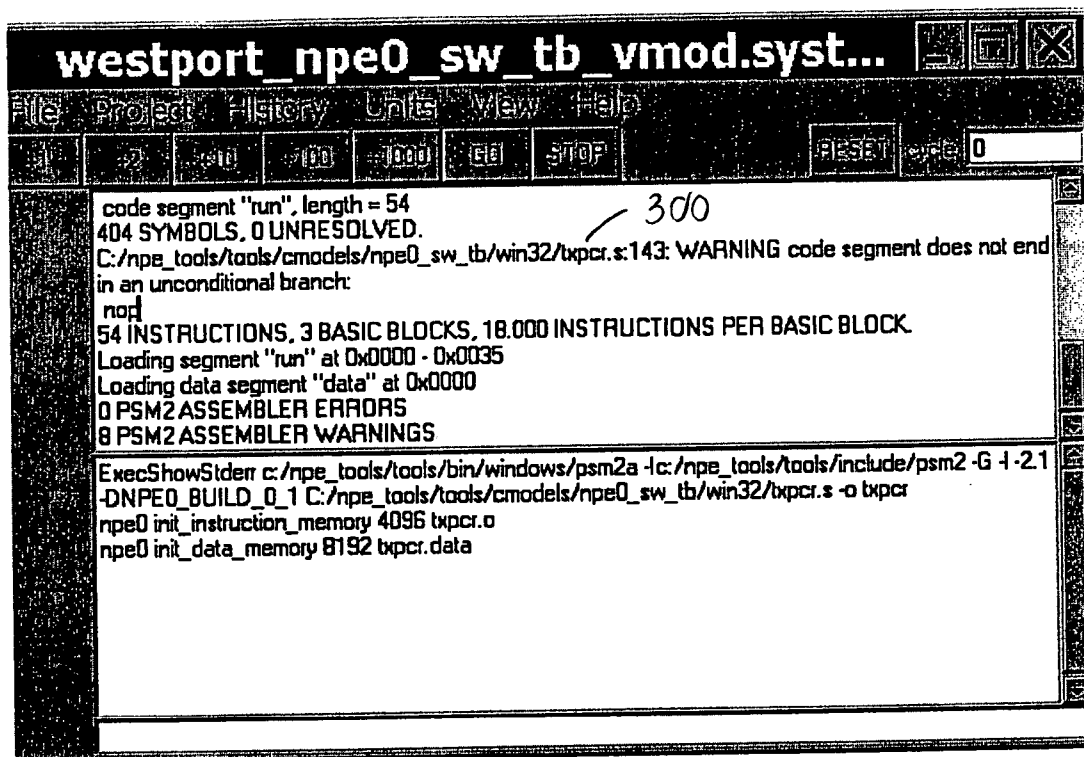 westport_npe0_sw_tb_vmod.syst...
File Project History Units View Help
+1 +2 +10 +100 +1000 GO STOP RESET cycle 0
code segment "run", length = 54
300
404 SYMBOLS, 0 UNRESOLVED.
C:/npe_tools/tools/cmodels/npe0_sw_tb/win32/txpcr.s:143: WARNING code segment does not end
in an unconditional branch:
nop
54 INSTRUCTIONS, 3 BASIC BLOCKS, 18.000 INSTRUCTIONS PER BASIC BLOCK.
Loading segment "run" at 0x0000 - 0x0035
Loading data segment "data" at 0x0000
0 PSM2 ASSEMBLER ERRORS
8 PSM2 ASSEMBLER WARNINGS
ExecShowStderr c:/npe_tools/tools/bin/windows/psm2a -Ic:/npe_tools/tools/include/psm2 -G -l -2.1
-DNPE0_BUILD_0_1 C:/npe_tools/tools/cmodels/npe0_sw_tb/win32/txpcr.s -o txpcr
npe0 init_instruction_memory 4096 txpcr.o
npe0 init_data_memory 8192 txpcr.data